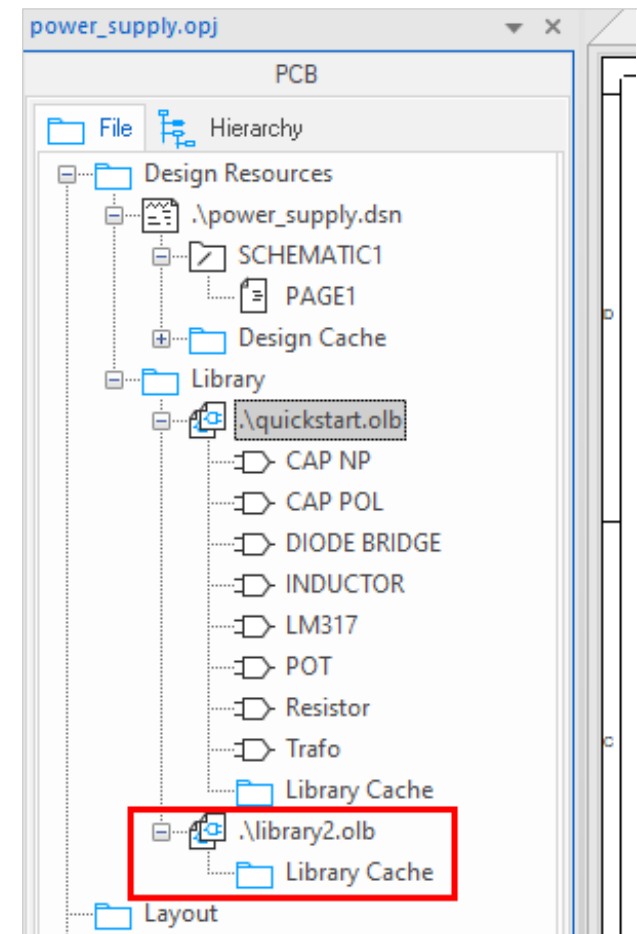 power_supply.opj
PCB
File Hierarchy
Design Resources
.\power_supply.dsn
SCHEMATIC1
PAGE1
Design Cache
Library
.\quickstart.olb
CAP NP
CAP POL
DIODE BRIDGE
INDUCTOR
LM317
POT
Resistor
Trafo
Library Cache
.\library2.olb
Library Cache
Layout
D
C